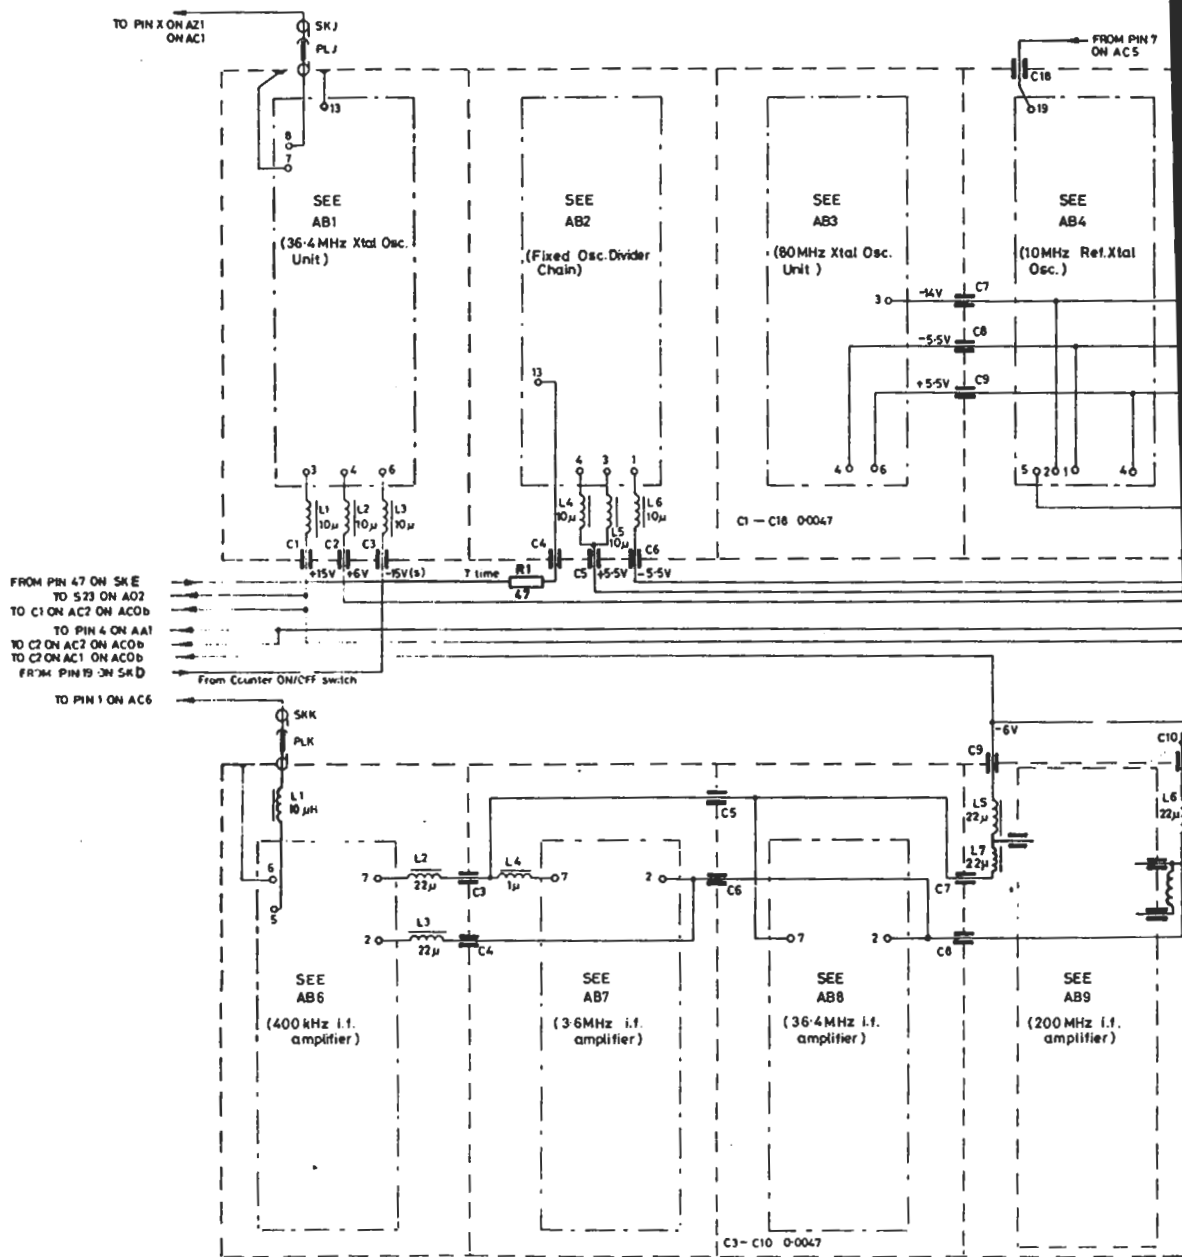 TO PIN X ON AZ1
ON AC1
SKJ
PLJ
FROM PIN 7
ON AC5
C18
13
8
7
19
SEE
AB1
(36·4MHz Xtal Osc.
Unit)
SEE
AB2
(Fixed Osc. Divider
Chain)
SEE
AB3
(80MHz Xtal Osc.
Unit)
SEE
AB4
(10MHz Ref. Xtal
Osc.)
3
-14V
C7
-5·5V
C8
+5·5V
C9
13
3
4
6
4
3
1
4
6
5
2
1
4
L1
10μ
L2
10μ
L3
10μ
L4
10μ
L5
10μ
L6
10μ
C1 — C18 0·0047
C1
C2
C3
C4
C5
C6
+15V
+6V
-15V(s)
T time
R1
47
+5·5V
-5·5V
FROM PIN 47 ON SKE
TO S23 ON AO2
TO C1 ON AC2 ON AC0b
TO PIN 4 ON AA1
TO C2 ON AC2 ON AC0b
TO C2 ON AC1 ON AC0b
FROM PIN 19 ON SKD
From Counter ON/OFF switch
TO PIN 1 ON AC6
SKK
PLK
-6V
C9
C10
L1
10μH
C5
L5
22μ
L6
22μ
L7
22μ
6
5
7
L2
22μ
C3
L4
1μ
7
2
C6
C7
2
L3
22μ
C4
7
2
C8
SEE
AB6
(400kHz i.f.
amplifier)
SEE
AB7
(3·6MHz i.f.
amplifier)
SEE
AB8
(36·4MHz i.f.
amplifier)
SEE
AB9
(200MHz i.f.
amplifier)
C3 — C10 0·0047